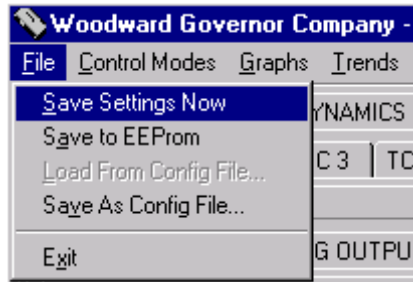 Woodward Governor Company -
File Control Modes Graphs Trends
Save Settings Now
YNAMICS
Save to EEProm
Load From Config File...
C 3 TC
Save As Config File...
Exit
G OUTPU